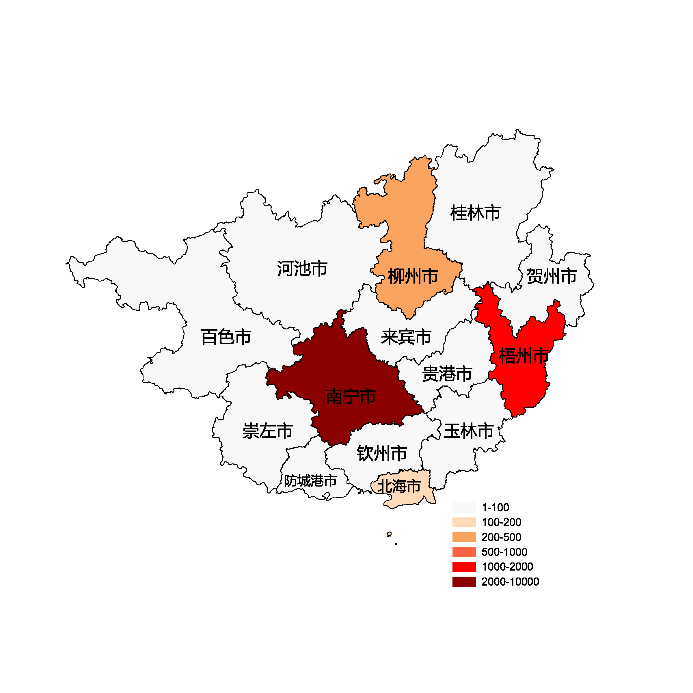 桂林市
河池市
柳州市
贺州市
百色市
来宾市
梧州市
贵港市
南宁市
崇左市
玉林市
钦州市
防城港市
北海市
1-100
100-200
200-500
500-1000
1000-2000
2000-10000